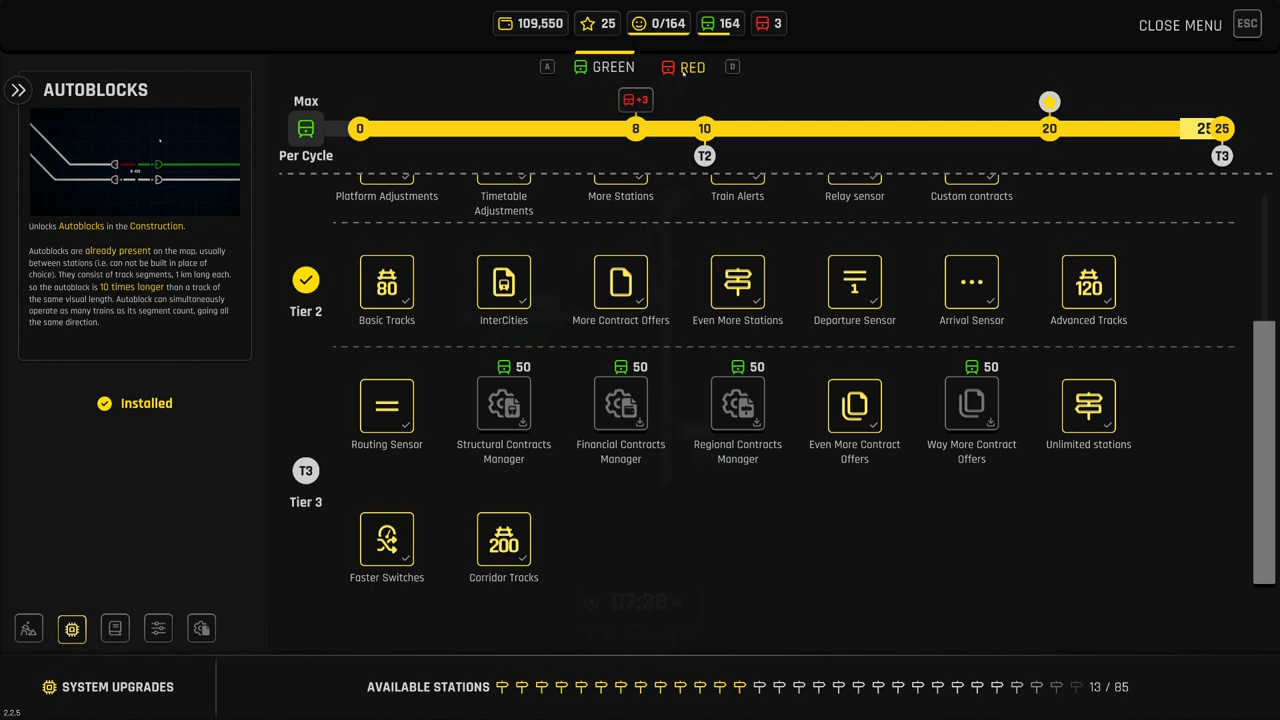 109,550
25
0/164
164
3
CLOSE MENU
ESC
A
GREEN
RED
D
AUTOBLOCKS
Unlocks Autoblocks in the Construction.
Autoblocks are already present on the map, usually
between stations (i.e. can not be built in place of
choice). They consist of track segments, 1 km long each,
so the autoblock is 10 times longer than a track of
the same visual length. Autoblock can simultaneously
operate as many trains as its segment count, going all
the same direction.
Installed
Max
Per Cycle
+3
0
8
10
20
25
25
T2
T3
Platform Adjustments
Timetable
Adjustments
More Stations
Train Alerts
Relay sensor
Custom contracts
Tier 2
80
1
120
Basic Tracks
InterCities
More Contract Offers
Even More Stations
Departure Sensor
Arrival Sensor
Advanced Tracks
50
50
50
50
Routing Sensor
Structural Contracts
Manager
Financial Contracts
Manager
Regional Contracts
Manager
Even More Contract
Offers
Way More Contract
Offers
Unlimited stations
T3
Tier 3
200
Faster Switches
Corridor Tracks
07:38
SYSTEM UPGRADES
AVAILABLE STATIONS
13 / 85
2.2.5